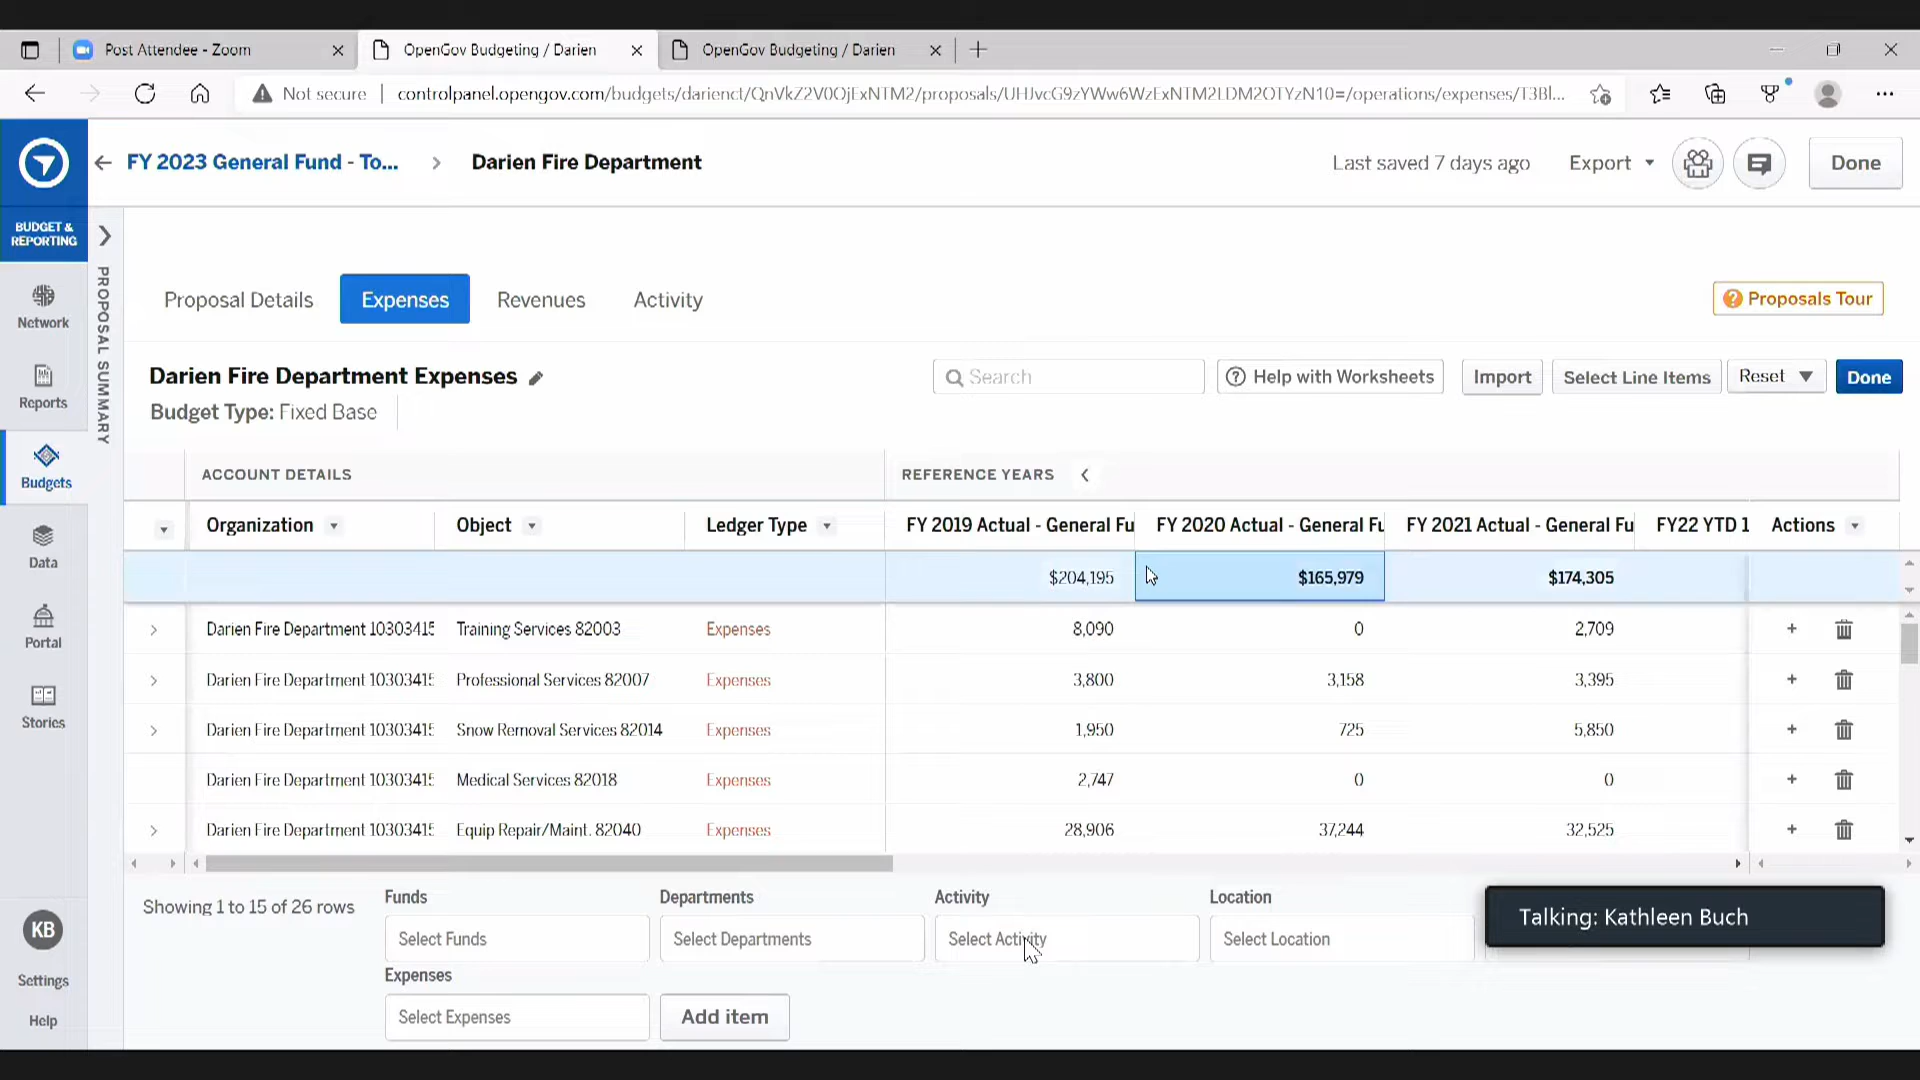 Post Attendee - Zoom
OpenGov Budgeting / Darien
OpenGov Budgeting / Darien
Not secure
controlpanel.opengov.com/budgets/darienct/QnVkZ2V0OjExNTM2/proposals/UHJvcG9zYWw6WzExNTM2LDM2OTYzN10=/operations/expenses/T3Bl...
FY 2023 General Fund - To...
Darien Fire Department
Last saved 7 days ago
Export
Done
BUDGET &
REPORTING
Network
Reports
Budgets
Data
Portal
Stories
KB
Settings
Help
PROPOSAL SUMMARY
Proposal Details
Expenses
Revenues
Activity
Proposals Tour
Darien Fire Department Expenses
Search
Help with Worksheets
Import
Select Line Items
Reset
Done
Budget Type: Fixed Base
ACCOUNT DETAILS
REFERENCE YEARS
Organization Object Ledger Type FY 2019 Actual - General Fu FY 2020 Actual - General Fu FY 2021 Actual - General Fu FY22 YTD 1 Actions
$204,195 $165,979 $174,305
Darien Fire Department 1030341 Training Services 82003 Expenses 8,090 0 2,709 +
Darien Fire Department 1030341 Professional Services 82007 Expenses 3,800 3,158 3,395 +
Darien Fire Department 1030341 Snow Removal Services 82014 Expenses 1,950 725 5,850 +
Darien Fire Department 1030341 Medical Services 82018 Expenses 2,747 0 0 +
Darien Fire Department 1030341 Equip Repair/Maint. 82040 Expenses 28,906 37,244 32,525 +
Showing 1 to 15 of 26 rows
Funds
Select Funds
Departments
Select Departments
Activity
Select Activity
Location
Select Location
Talking: Kathleen Buch
Expenses
Select Expenses
Add item